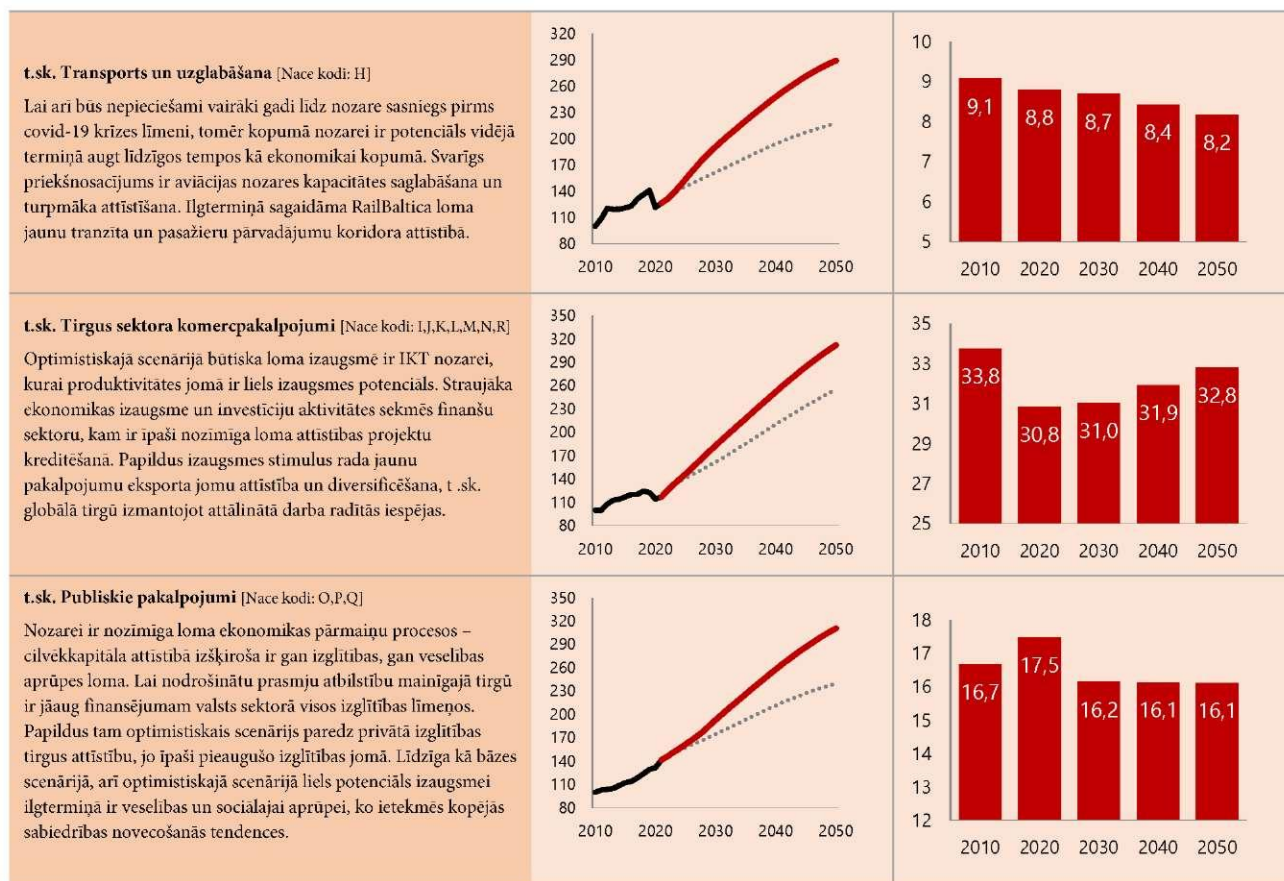 t.sk. Transports un uzglabāšana [Nace kodi: H]
Lai arī būs nepieciešami vairāki gadi līdz nozare sasniegs pirms
covid-19 krīzes līmeni, tomēr kopumā nozarei ir potenciāls vidējā
termiņā augt līdzīgos tempos kā ekonomikai kopumā. Svarīgs
priekšnosacījums ir aviācijas nozares kapacitātes saglabāšana un
turpmāka attīstīšana. Ilgtermiņā sagaidāma RailBaltica loma
jaunu tranzīta un pasažieru pārvadājumu koridora attīstībā.
320
290
260
230
200
170
140
110
80
2010 2020 2030 2040 2050
10
9
8
7
6
5
9,1
8,8
8,7
8,4
8,2
2010 2020 2030 2040 2050
t.sk. Tirgus sektora komercpakalpojumi [Nace kodi: I,J,K,L,M,N,R]
Optimistiskajā scenārijā būtiska loma izaugsmē ir IKT nozarei,
kurai produktivitātes jomā ir liels izaugsmes potenciāls. Straujāka
ekonomikas izaugsme un investīciju aktivitātes sekmēs finanšu
sektoru, kam ir īpaši nozīmīga loma attīstības projektu
kreditēšanā. Papildus izaugsmes stimulus rada jaunu
pakalpojumu eksporta jomu attīstība un diversificēšana, t .sk.
globālā tirgū izmantojot attālinātā darba radītās iespējas.
350
320
290
260
230
200
170
140
110
80
2010 2020 2030 2040 2050
35
33
31
29
27
25
33,8
30,8
31,0
31,9
32,8
2010 2020 2030 2040 2050
t.sk. Publiskie pakalpojumi [Nace kodi: O,P,Q]
Nozarei ir nozīmīga loma ekonomikas pārmaiņu procesos –
cilvēkkapitāla attīstībā izšķiroša ir gan izglītības, gan veselības
aprūpes loma. Lai nodrošinātu prasmju atbilstību mainīgajā tirgū
ir jāaug finansējumam valsts sektorā visos izglītības līmeņos.
Papildus tam optimistiskais scenārijs paredz privātā izglītības
tirgus attīstību, jo īpaši pieaugušo izglītības jomā. Līdzīga kā bāzes
scenārijā, arī optimistiskajā scenārijā liels potenciāls izaugsmei
ilgtermiņā ir veselības un sociālajai aprūpei, ko ietekmēs kopējās
sabiedrības novecošanās tendences.
350
320
290
260
230
200
170
140
110
80
2010 2020 2030 2040 2050
18
17
16
15
14
13
12
16,7
17,5
16,2
16,1
16,1
2010 2020 2030 2040 2050